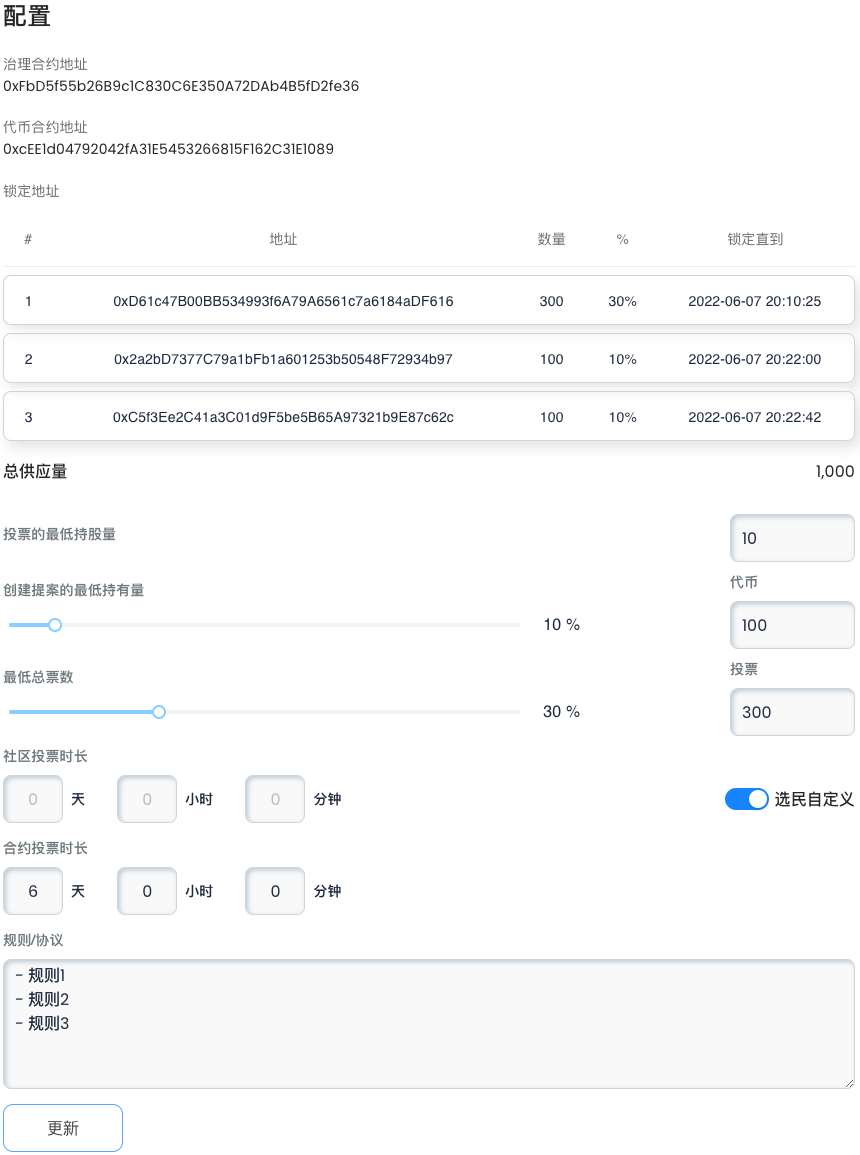 配置
治理合约地址
0xFbD5f55b26B9c1C830C6E350A72DAb4B5fD2fe36
代币合约地址
0xcEE1d04792042fA31E5453266815F162C31E1089
锁定地址
# 地址 数量 % 锁定直到
1 0xD61c47B00BB534993f6A79A6561c7a6184aDF616 300 30% 2022-06-07 20:10:25
2 0x2a2bD7377C79a1bFb1a601253b50548F72934b97 100 10% 2022-06-07 20:22:00
3 0xC5f3Ee2C41a3C01d9F5be5B65A97321b9E87c62c 100 10% 2022-06-07 20:22:42
总供应量 1,000
投票的最低持股量 10
创建提案的最低持有量 代币
10 % 100
最低总票数 投票
30 % 300
社区投票时长
0 天 0 小时 0 分钟 选民自定义
合约投票时长
6 天 0 小时 0 分钟
规则/协议
- 规则1
- 规则2
- 规则3
更新